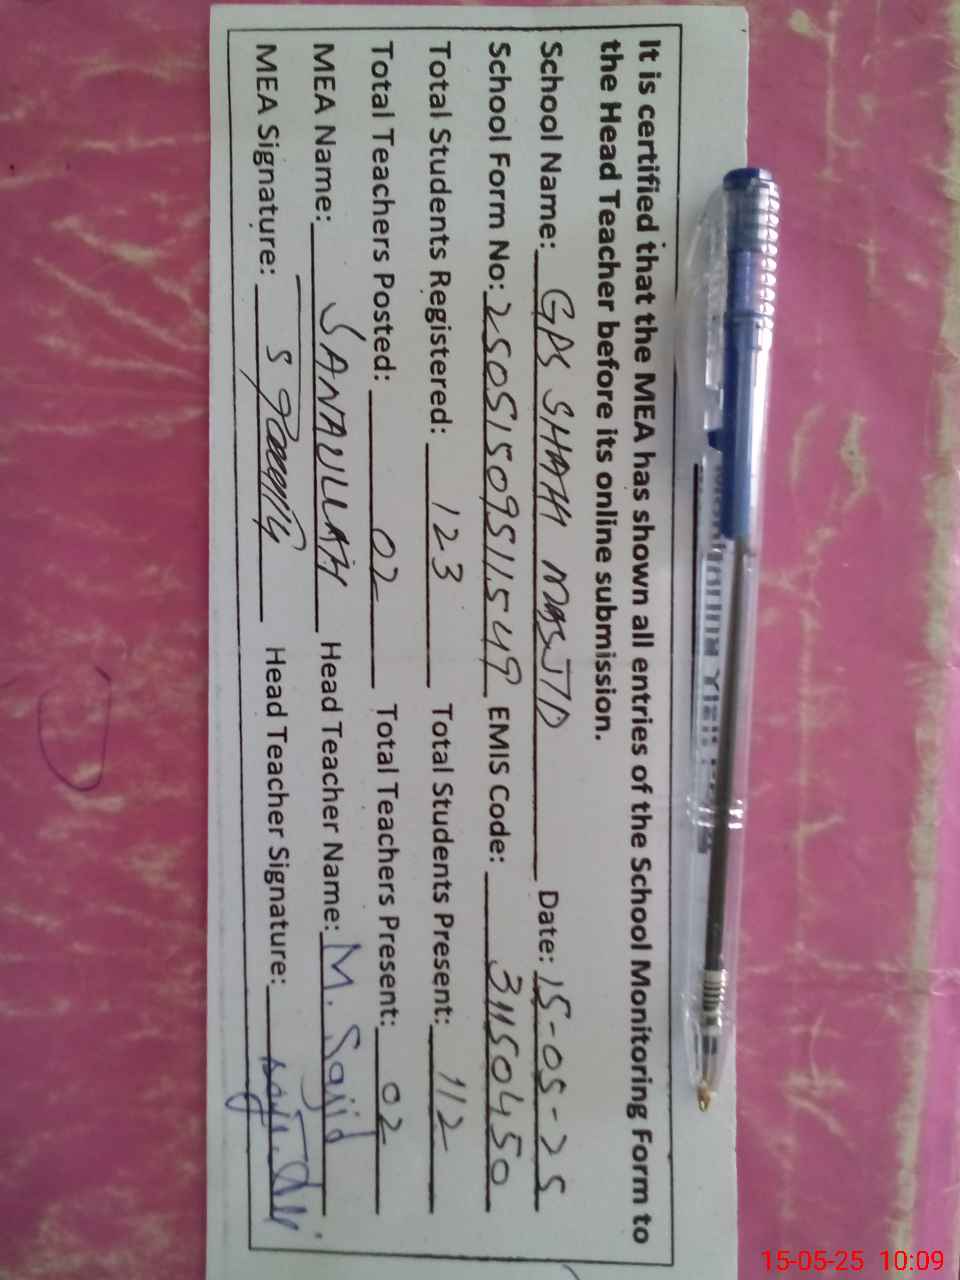 It is certified that the MEA has shown all entries of the School Monitoring Form to
the Head Teacher before its online submission.
School Name: GPS SHAH MASJID Date: 15-05-25
School Form No: 25051509511549 EMIS Code: 31150450
Total Students Registered: 123 Total Students Present: 112
Total Teachers Posted: 02 Total Teachers Present: 02
MEA Name: SANAULLAH Head Teacher Name: M. Sajid
MEA Signature: Head Teacher Signature:
15-05-25 10:09